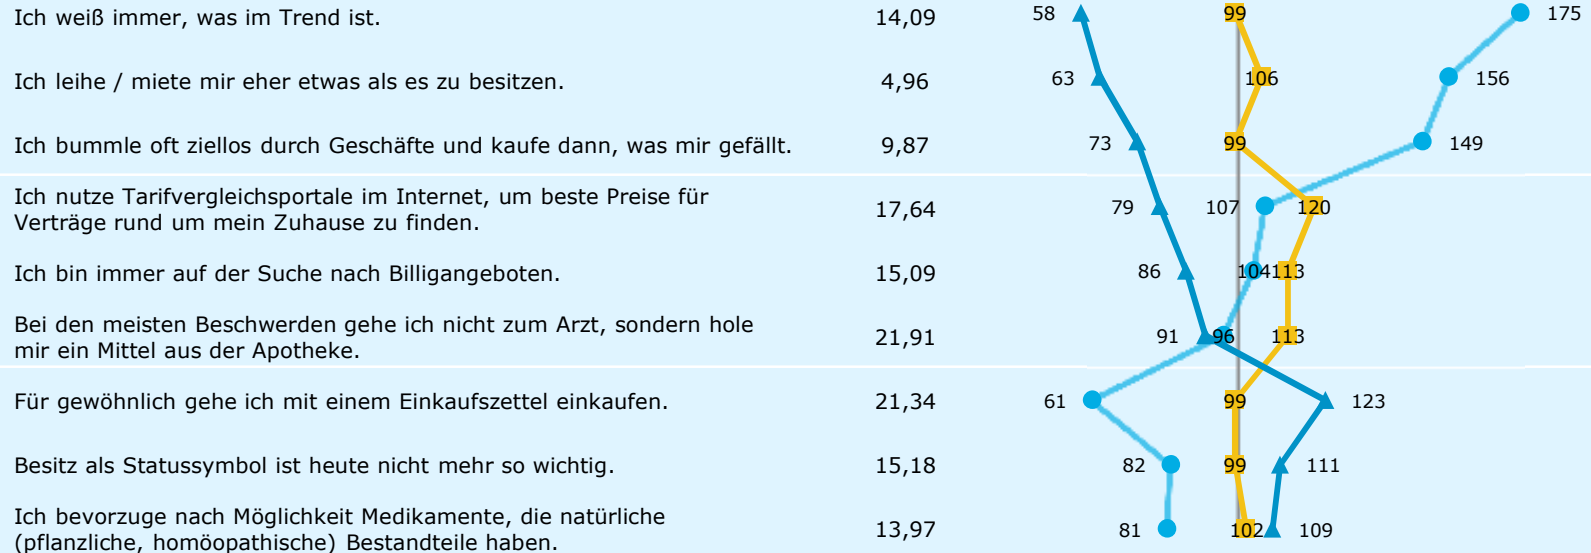 Ich weiß immer, was im Trend ist. 14,09 58 99 175
Ich leihe / miete mir eher etwas als es zu besitzen. 4,96 63 106 156
Ich bummle oft ziellos durch Geschäfte und kaufe dann, was mir gefällt. 9,87 73 99 149
Ich nutze Tarifvergleichsportale im Internet, um beste Preise für
Verträge rund um mein Zuhause zu finden. 17,64 79 107 120
Ich bin immer auf der Suche nach Billigangeboten. 15,09 86 104 113
Bei den meisten Beschwerden gehe ich nicht zum Arzt, sondern hole
mir ein Mittel aus der Apotheke. 21,91 91 96 113
Für gewöhnlich gehe ich mit einem Einkaufszettel einkaufen. 21,34 61 99 123
Besitz als Statussymbol ist heute nicht mehr so wichtig. 15,18 82 99 111
Ich bevorzuge nach Möglichkeit Medikamente, die natürliche
(pflanzliche, homöopathische) Bestandteile haben. 13,97 81 102 109